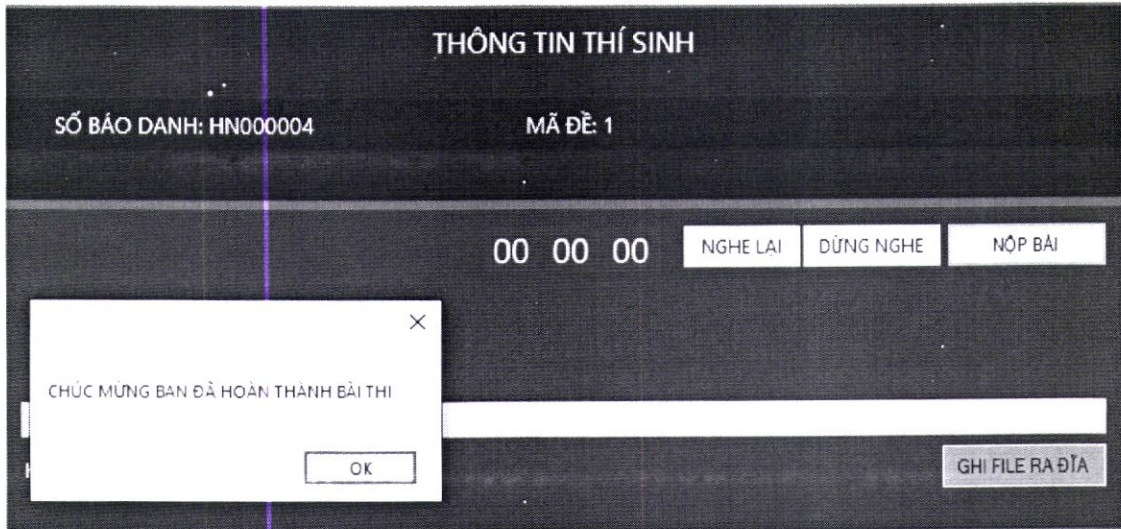 THÔNG TIN THÍ SINH
SỐ BÁO DANH: HN000004 MÃ ĐỀ: 1
00 00 00 NGHE LẠI DỪNG NGHE NỘP BÀI
CHÚC MỪNG BẠN ĐÃ HOÀN THÀNH BÀI THI
OK
GHI FILE RA ĐĨA